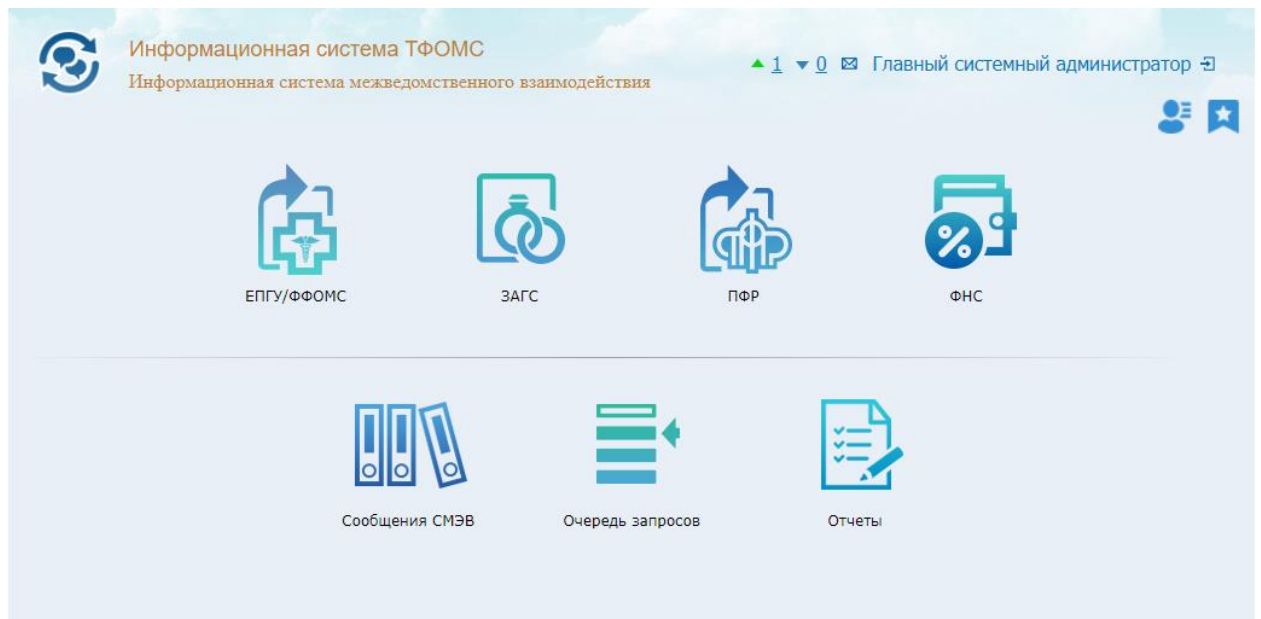 Информационная система ТФОМС
Информационная система межведомственного взаимодействия
1 0 Главный системный администратор
ЕПГУ/ФФОМС ЗАГС ПФР ФНС
Сообщения СМЭВ Очередь запросов Отчеты